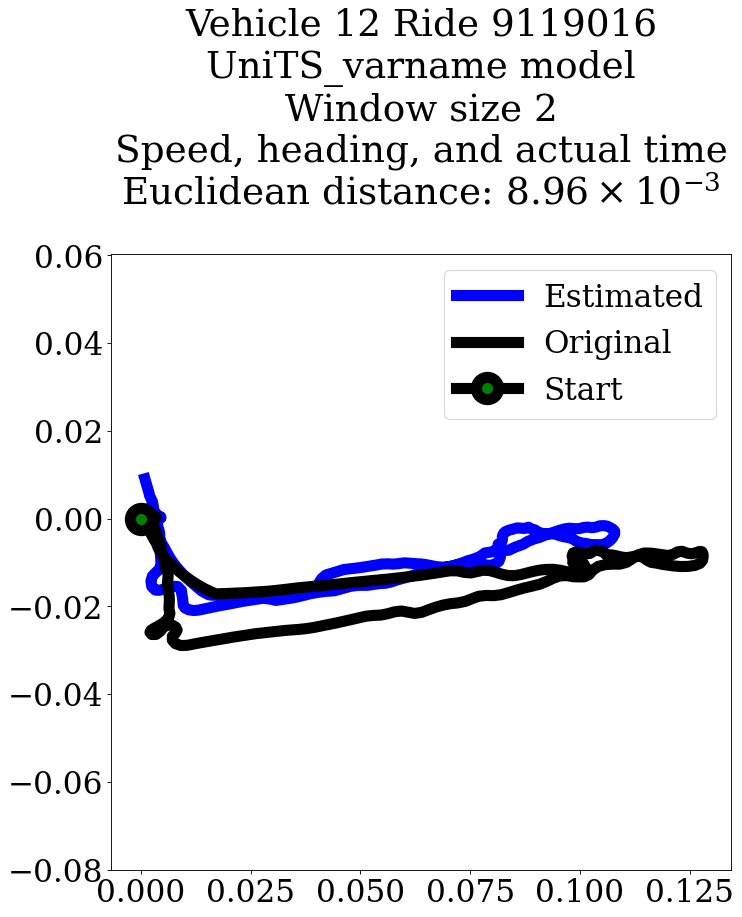 Vehicle 12 Ride 9119016
UniTS_varname model
Window size 2
Speed, heading, and actual time
Euclidean distance: 8.96 × 10⁻³
Estimated
Original
Start
0.06
0.04
0.02
0.00
−0.02
−0.04
−0.06
−0.08
0.000 0.025 0.050 0.075 0.100 0.125